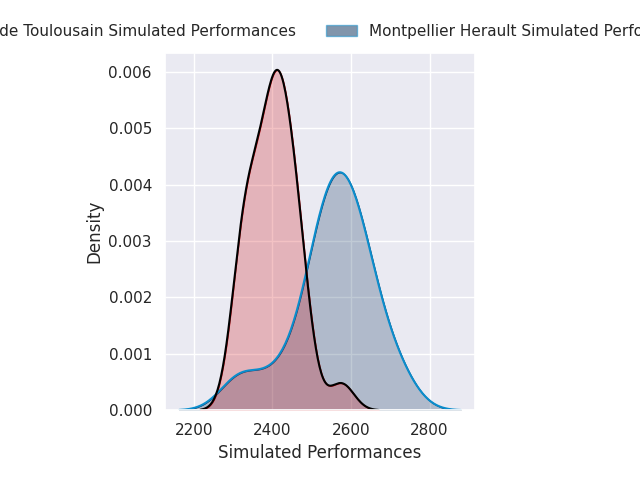 de Toulousain Simulated Performances
Montpellier Herault Simulated Perfo
0.006
0.005
0.004
0.003
0.002
0.001
0.000
Density
2200 2400 2600 2800
Simulated Performances